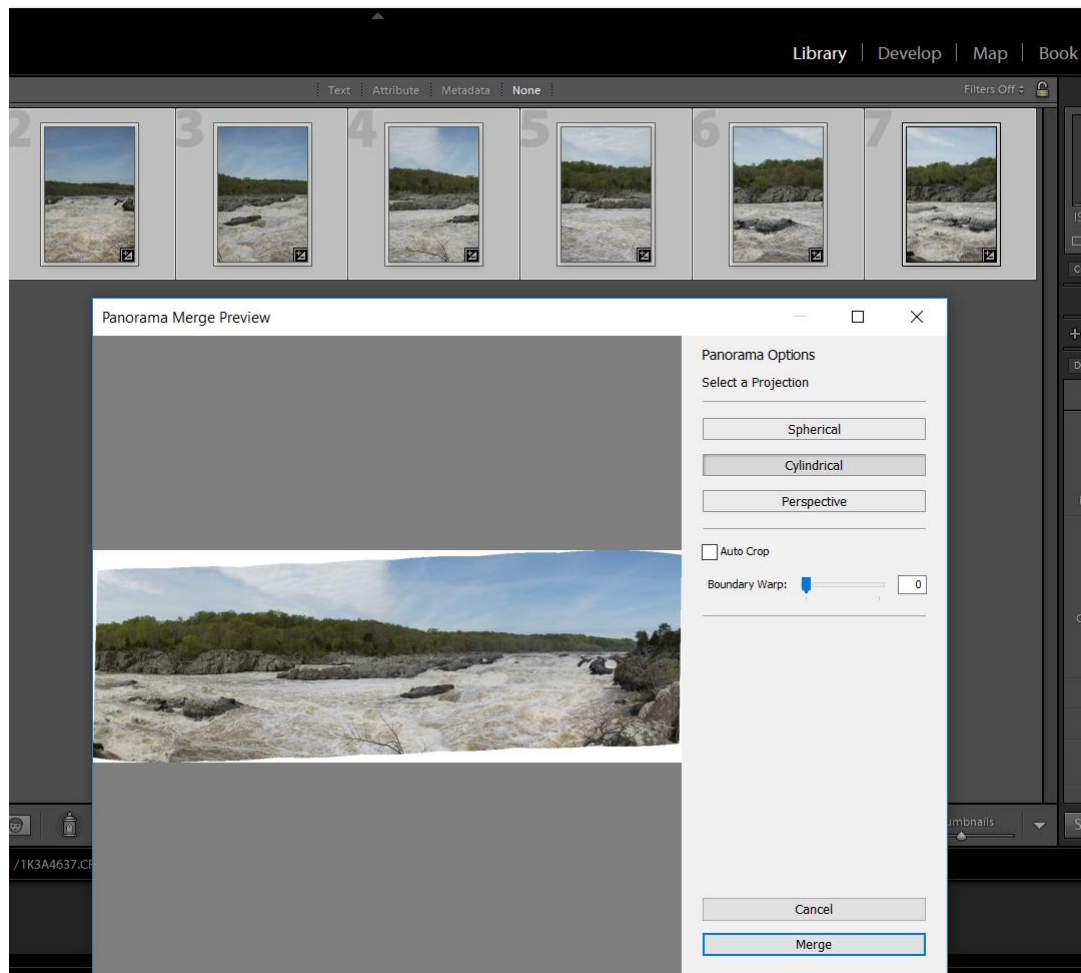 Library | Develop | Map | Book
Text Attribute Metadata None Filters Off
2 3 4 5 6 7
Panorama Merge Preview
Panorama Options
Select a Projection
Spherical
Cylindrical
Perspective
Auto Crop
Boundary Warp: 0
umbnails
/1K3A4637.CR
Cancel
Merge